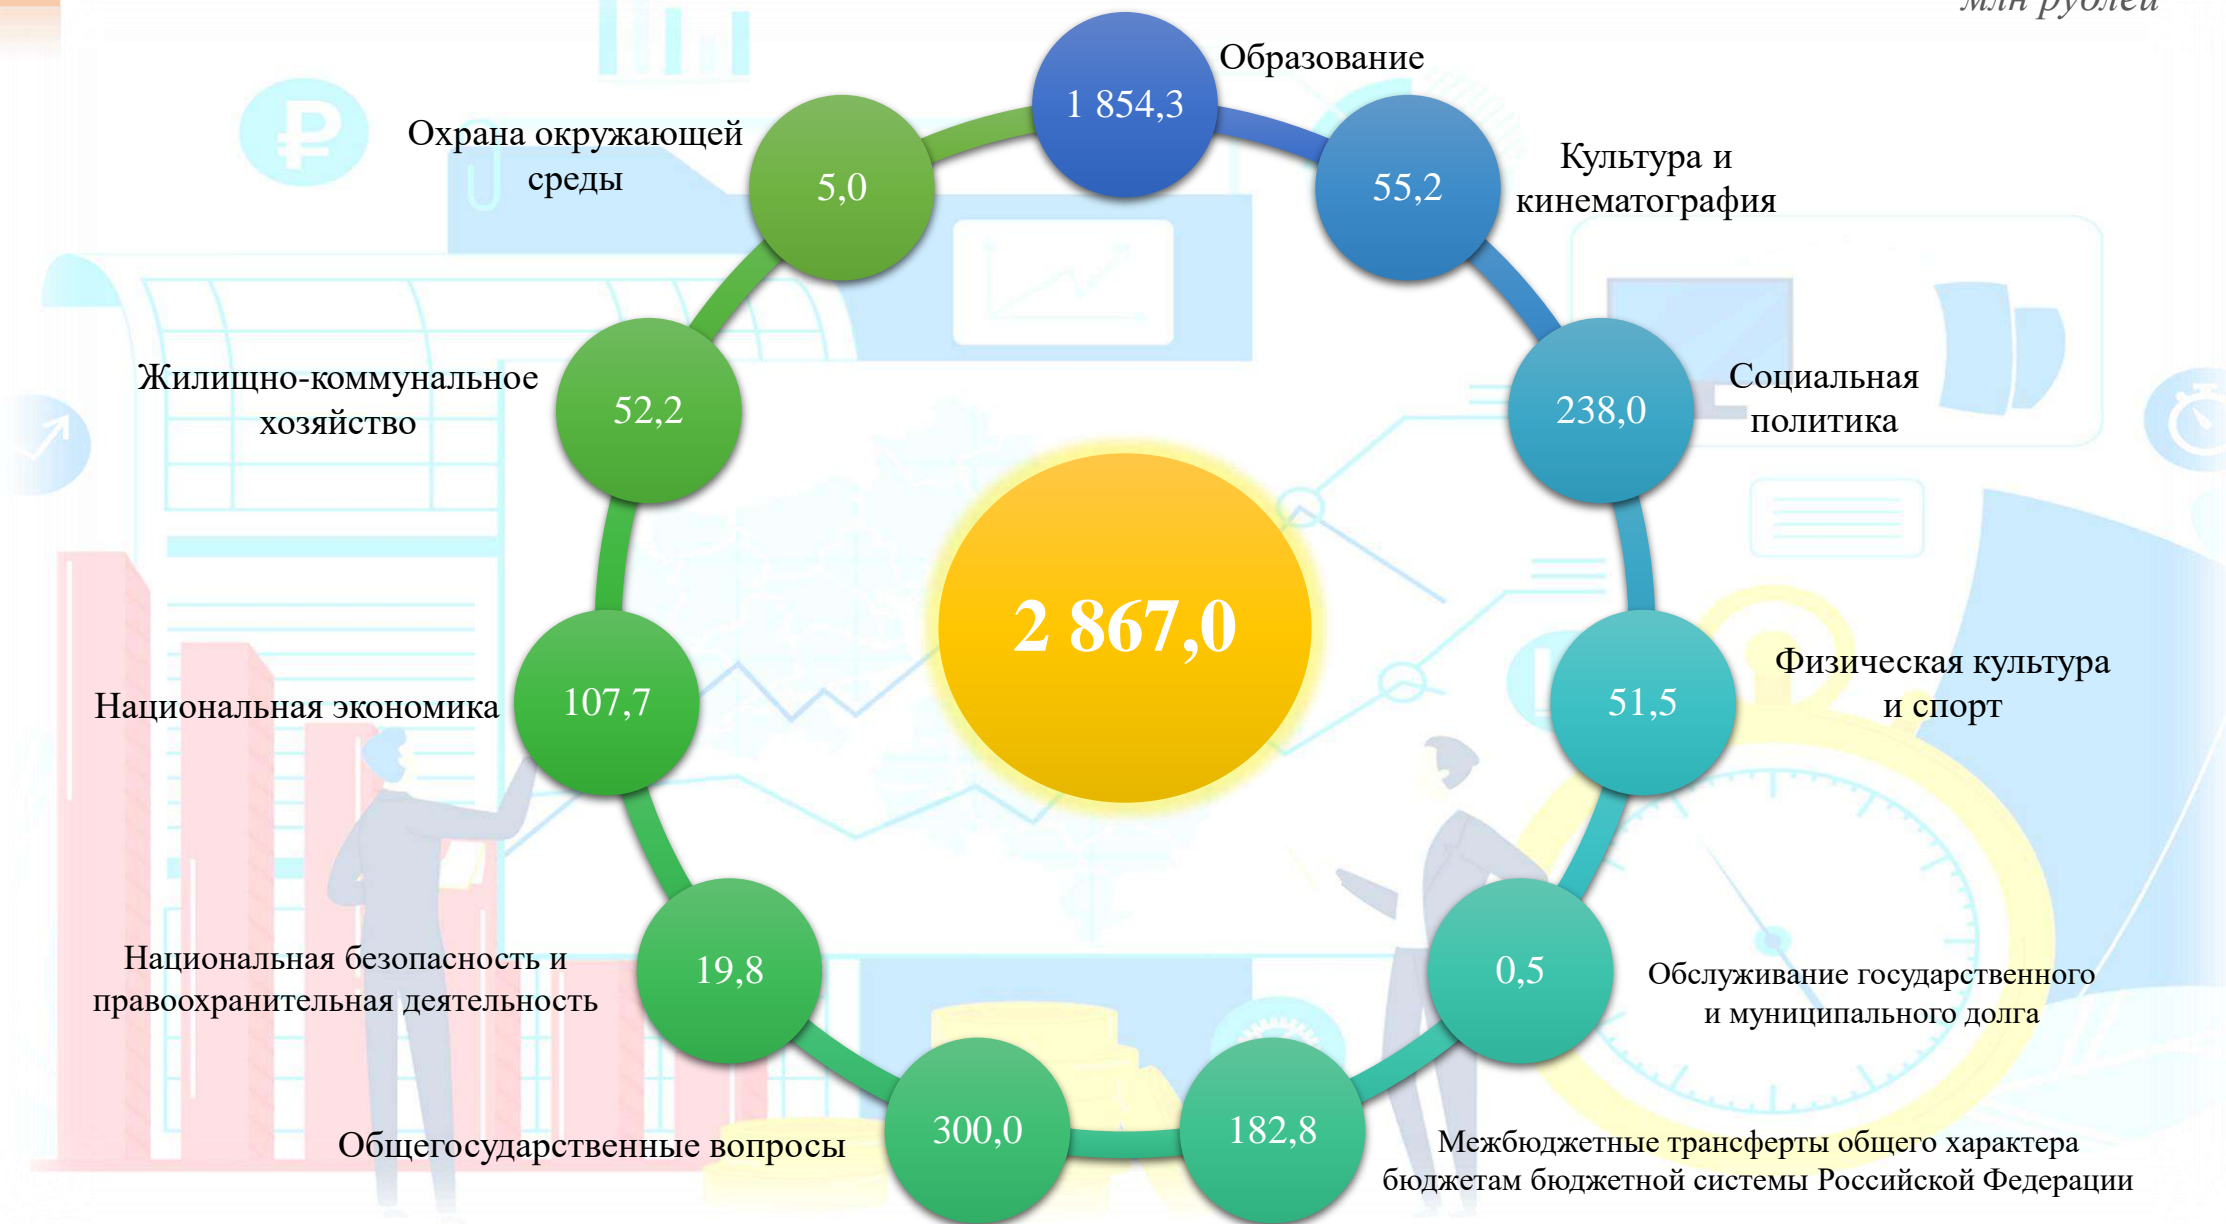 млн рублей
1 854,3
Образование
55,2
Культура и
кинематография
238,0
Социальная
политика
51,5
Физическая культура
и спорт
0,5
Обслуживание государственного
и муниципального долга
182,8
Межбюджетные трансферты общего характера
бюджетам бюджетной системы Российской Федерации
300,0
Общегосударственные вопросы
19,8
Национальная безопасность и
правоохранительная деятельность
107,7
Национальная экономика
52,2
Жилищно-коммунальное
хозяйство
5,0
Охрана окружающей
среды
2 867,0